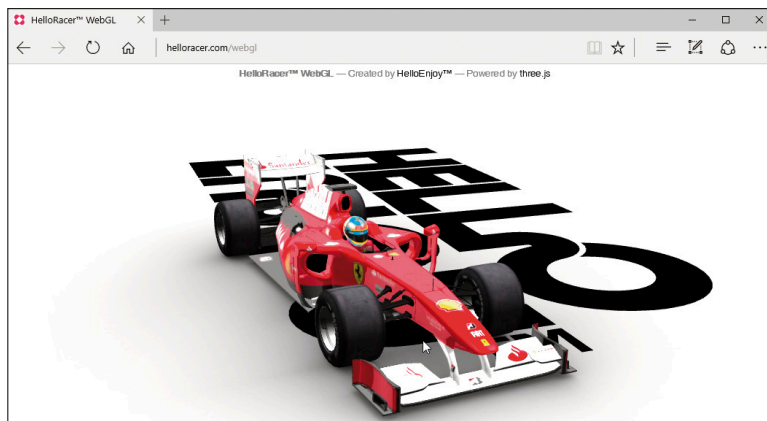 HelloRacer™ WebGL
helloracer.com/webgl
HelloRacer™ WebGL — Created by HelloEnjoy™ — Powered by three.js
Santander
HELLO